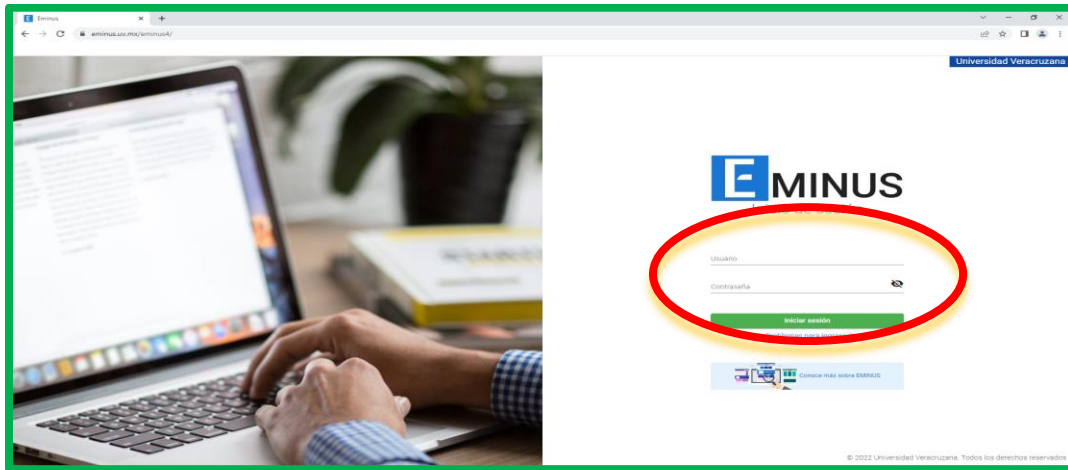 Eminus
eminus.uv.mx/eminus4/
Universidad Veracruzana
EMINUS
Usuario
Contraseña
Iniciar sesión
Conoce más sobre EMINUS
© 2022 Universidad Veracruzana. Todos los derechos reservados